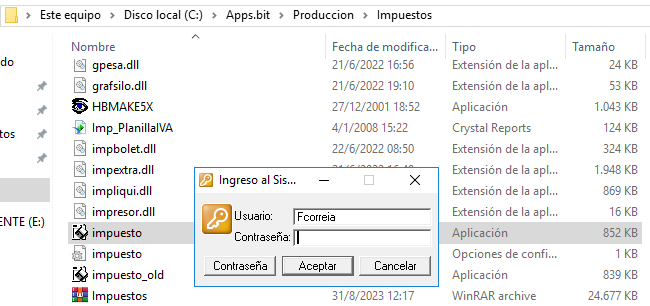 Este equipo > Disco local (C:) > Apps.bit > Produccion > Impuestos
Nombre Fecha de modifica... Tipo Tamaño
gpesa.dll 21/6/2022 16:56 Extensión de la apl... 24 KB
grafsilo.dll 21/6/2022 19:10 Extensión de la apl... 53 KB
HBMAKE5X 27/12/2001 18:52 Aplicación 1.043 KB
Imp_PlanillaIVA 4/1/2008 15:22 Crystal Reports 124 KB
impbolet.dll 22/6/2022 08:50 Extensión de la apl... 324 KB
impextra.dll Extensión de la apl... 1.948 KB
impliqui.dll Extensión de la apl... 869 KB
impresor.dll Extensión de la apl... 16 KB
impuesto Aplicación 852 KB
impuesto Opciones de confi... 1 KB
impuesto_old Aplicación 839 KB
Impuestos 31/8/2023 12:17 WinRAR archive 24.677 KB
do
tos
ENTE (E:)
Ingreso al Sis...
Usuario: Fcorreia
Contraseña:
Contraseña Aceptar Cancelar